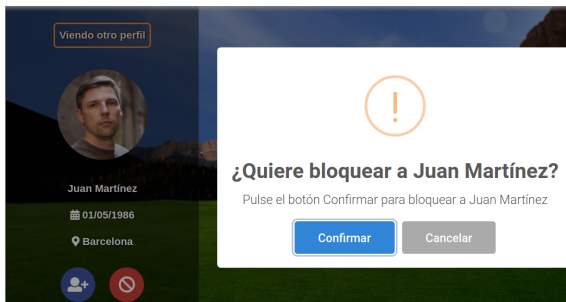 Viendo otro perfil
Juan Martínez
01/05/1986
Barcelona
!
¿Quiere bloquear a Juan Martínez?
Pulse el botón Confirmar para bloquear a Juan Martínez
Confirmar
Cancelar